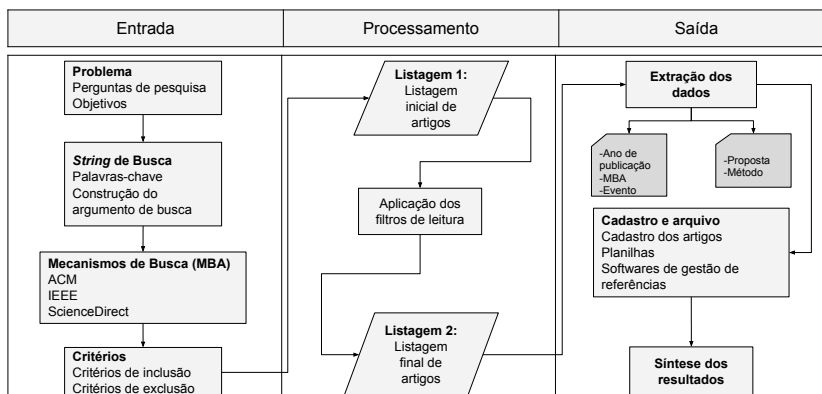 Entrada
Processamento
Saída
Problema
Perguntas de pesquisa
Objetivos
String de Busca
Palavras-chave
Construção do
argumento de busca
Mecanismos de Busca (MBA)
ACM
IEEE
ScienceDirect
Critérios
Critérios de inclusão
Critérios de exclusão
Listagem 1:
Listagem
inicial de
artigos
Aplicação dos
filtros de leitura
Listagem 2:
Listagem
final de
artigos
Extração dos
dados
-Ano de
publicação
-MBA
-Evento
-Proposta
-Método
Cadastro e arquivo
Cadastro dos artigos
Planilhas
Softwares de gestão de
referências
Síntese dos
resultados